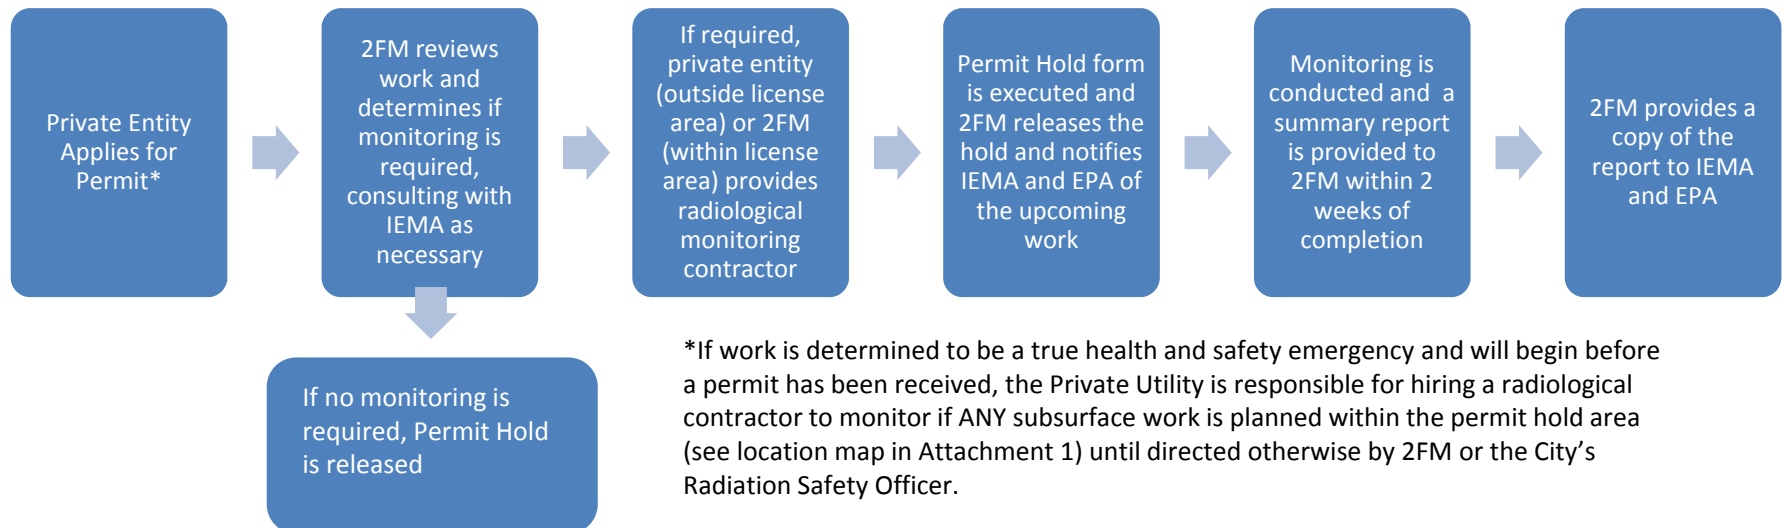 Private Entity
Applies for
Permit*
2FM reviews
work and
determines if
monitoring is
required,
consulting with
IEMA as
necessary
If required,
private entity
(outside license
area) or 2FM
(within license
area) provides
radiological
monitoring
contractor
Permit Hold form
is executed and
2FM releases the
hold and notifies
IEMA and EPA of
the upcoming
work
Monitoring is
conducted and a
summary report
is provided to
2FM within 2
weeks of
completion
2FM provides a
copy of the
report to IEMA
and EPA
If no monitoring is
required, Permit Hold
is released
*If work is determined to be a true health and safety emergency and will begin before
a permit has been received, the Private Utility is responsible for hiring a radiological
contractor to monitor if ANY subsurface work is planned within the permit hold area
(see location map in Attachment 1) until directed otherwise by 2FM or the City’s
Radiation Safety Officer.